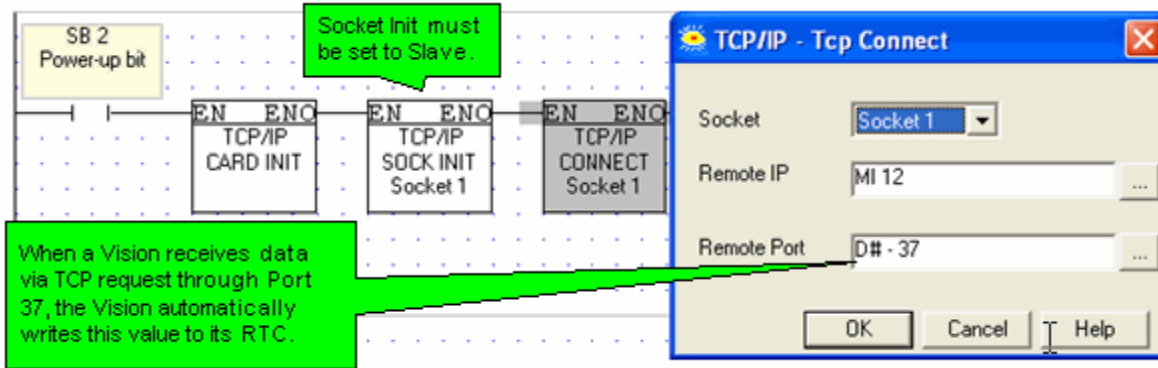 SB 2
Power-up bit
Socket Init must
be set to Slave.
EN ENO
TCP/IP
CARD INIT
EN ENO
TCP/IP
SOCK INIT
Socket 1
EN ENO
TCP/IP
CONNECT
Socket 1
When a Vision receives data
via TCP request through Port
37, the Vision automatically
writes this value to its RTC.
TCP/IP - Tcp Connect
Socket
Socket 1
Remote IP
MI 12
...
Remote Port
D# - 37
...
OK
Cancel
Help